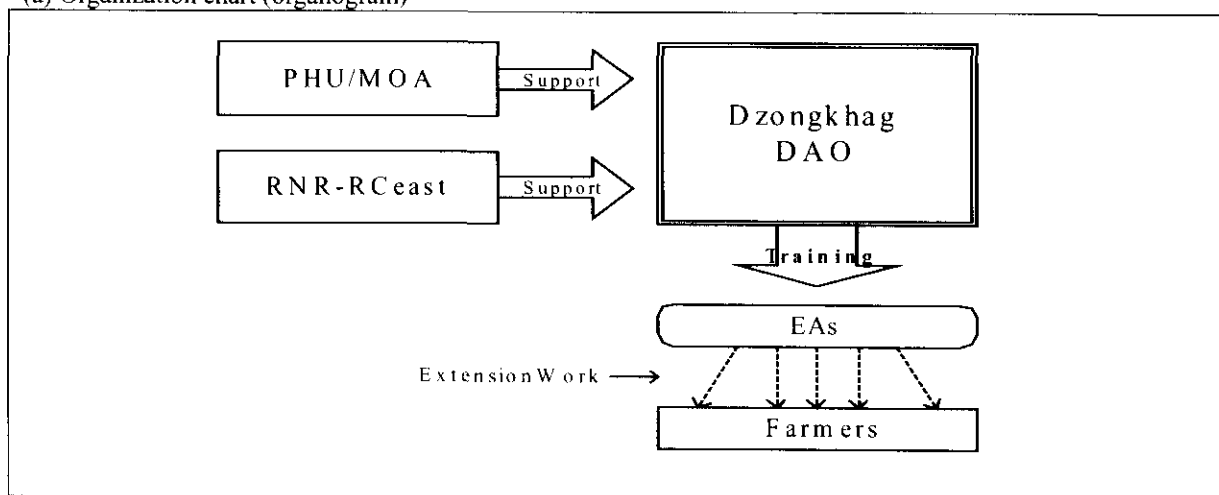 (a) Organization chart (organogram)
PHU/MOA
Support
Dzongkhag
DAO
RNR-RCeast
Support
Training
EAs
ExtensionWork
Farmers